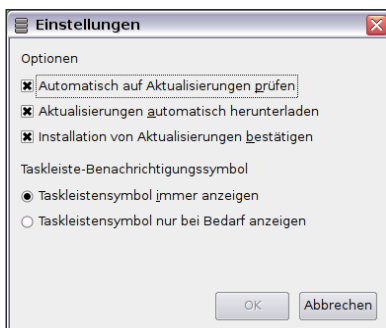 Einstellungen
Optionen
Automatisch auf Aktualisierungen prüfen
Aktualisierungen automatisch herunterladen
Installation von Aktualisierungen bestätigen
Taskleiste-Benachrichtigungssymbol
Taskleistensymbol immer anzeigen
Taskleistensymbol nur bei Bedarf anzeigen
OK Abbrechen